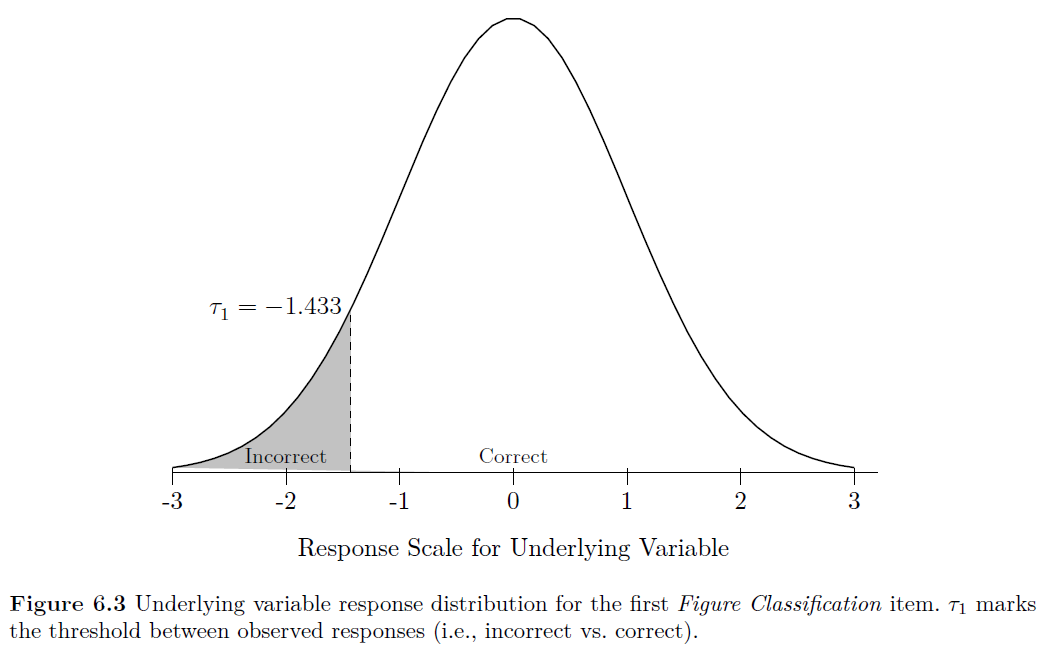 τ₁ = −1.433
Incorrect Correct
-3 -2 -1 0 1 2 3
Response Scale for Underlying Variable
Figure 6.3 Underlying variable response distribution for the first Figure Classification item. τ₁ marks
the threshold between observed responses (i.e., incorrect vs. correct).